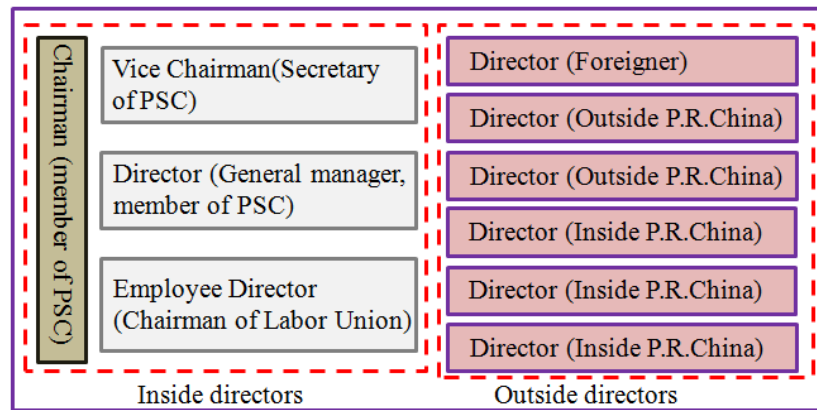 Chairman (member of PSC)
Vice Chairman(Secretary
of PSC)
Director (General manager,
member of PSC)
Employee Director
(Chairman of Labor Union)
Inside directors
Director (Foreigner)
Director (Outside P.R.China)
Director (Outside P.R.China)
Director (Inside P.R.China)
Director (Inside P.R.China)
Director (Inside P.R.China)
Outside directors